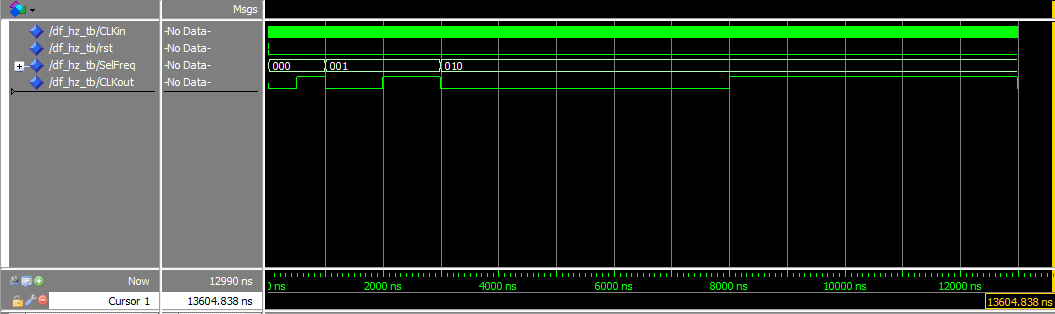 Msgs
/df_hz_tb/CLKin -No Data-
/df_hz_tb/rst -No Data-
/df_hz_tb/SelFreq -No Data- 000 001 010
/df_hz_tb/CLKout -No Data-
Now 12990 ns 0 ns 2000 ns 4000 ns 6000 ns 8000 ns 10000 ns 12000 ns
Cursor 1 13604.838 ns 13604.838 ns